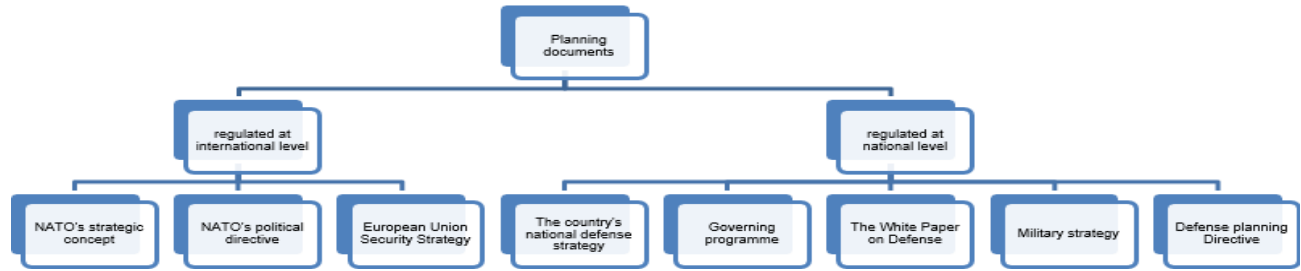 Planning
documents
regulated at
international level
regulated at
national level
NATO's strategic
concept
NATO's political
directive
European Union
Security Strategy
The country's
national defense
strategy
Governing
programme
The White Paper
on Defense
Military strategy
Defense planning
Directive